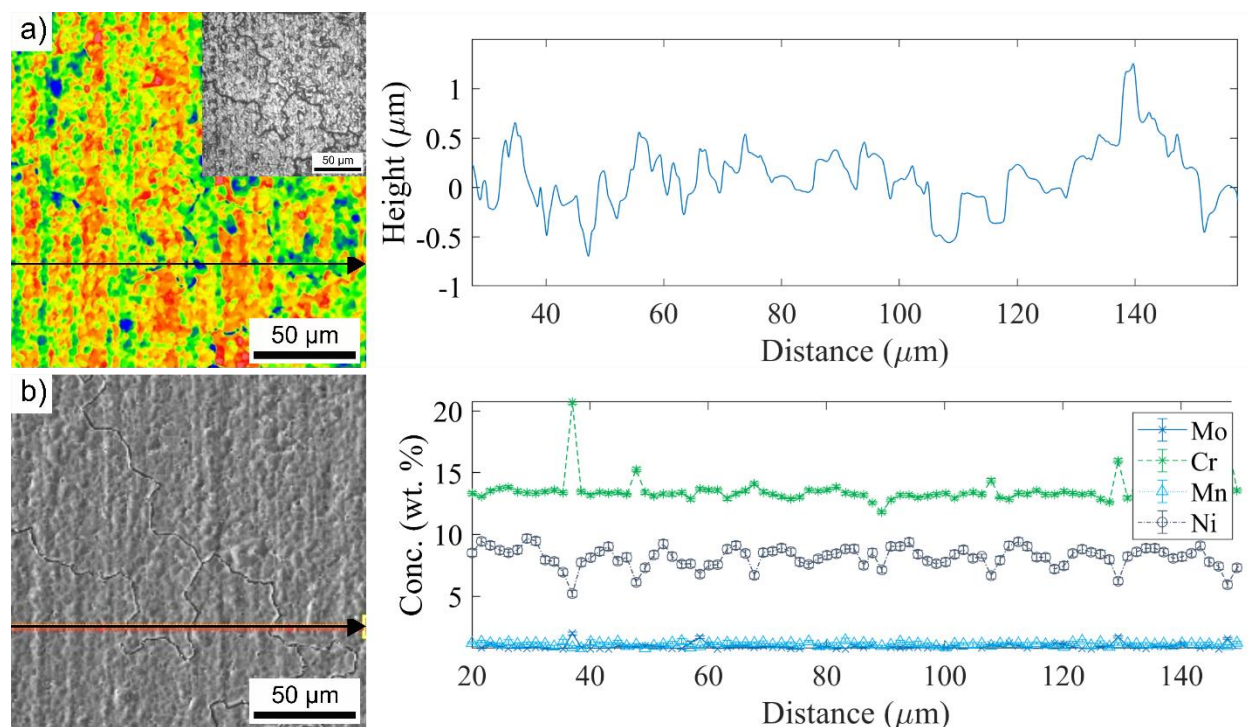 a)
50 µm
50 µm
Height (µm)
1
0.5
0
-0.5
-1
40 60 80 100 120 140
Distance (µm)
b)
50 µm
Conc. (wt. %)
20
15
10
5
Mo
Cr
Mn
Ni
20 40 60 80 100 120 140
Distance (µm)